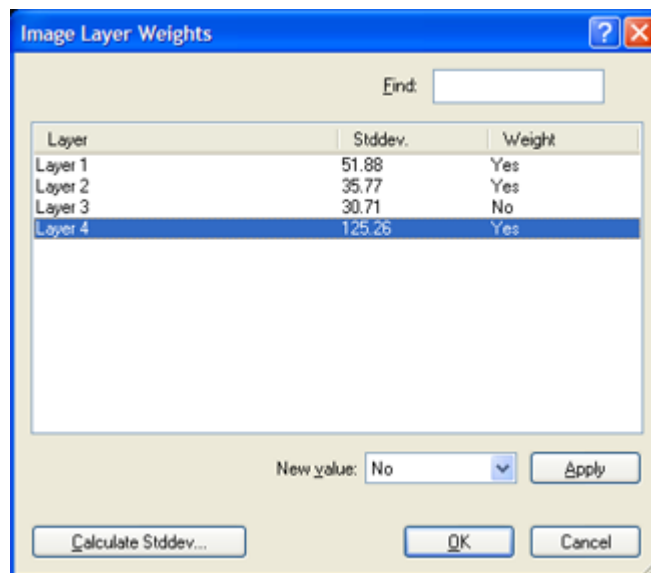 Image Layer Weights
Find:
Layer Stddev. Weight
Layer 1 51.88 Yes
Layer 2 35.77 Yes
Layer 3 30.71 No
Layer 4 125.26 Yes
New value: No Apply
Calculate Stddev... OK Cancel